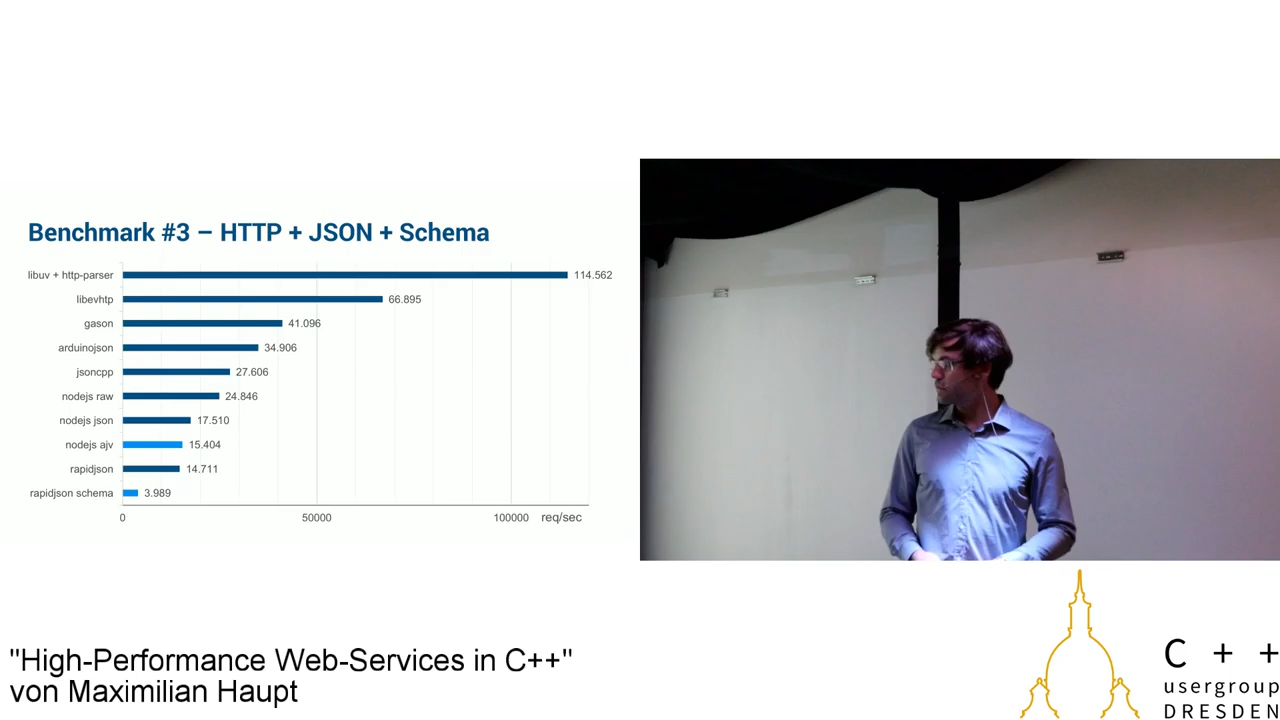 Benchmark #3 – HTTP + JSON + Schema
libuv + http-parser 114.562
libevhtp 66.895
gason 41.096
arduinojson 34.906
jsoncpp 27.606
nodejs raw 24.846
nodejs json 17.510
nodejs ajv 15.404
rapidjson 14.711
rapidjson schema 3.989
0 50000 100000 req/sec
"High-Performance Web-Services in C++"
von Maximilian Haupt
C + +
usergroup
DRESDEN